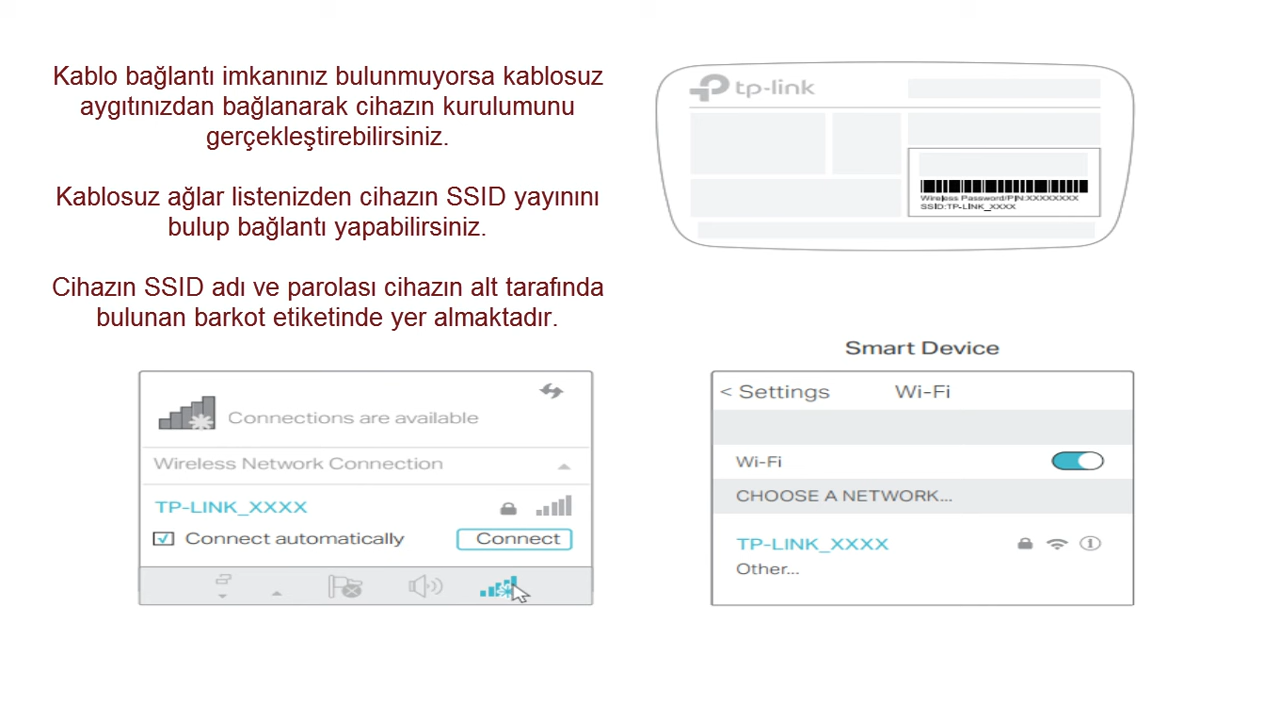 Kablo bağlantı imkanınız bulunmuyorsa kablosuz
aygıtınızdan bağlanarak cihazın kurulumunu
gerçekleştirebilirsiniz.
Kablosuz ağlar listenizden cihazın SSID yayınını
bulup bağlantı yapabilirsiniz.
Cihazın SSID adı ve parolası cihazın alt tarafında
bulunan barkot etiketinde yer almaktadır.
tp-link
Wireless Password/PIN:XXXXXXXX
SSID:TP-LINK_XXXX
Connections are available
Wireless Network Connection
TP-LINK_XXXX
Connect automatically
Connect
Smart Device
< Settings
Wi-Fi
Wi-Fi
CHOOSE A NETWORK...
TP-LINK_XXXX
Other...